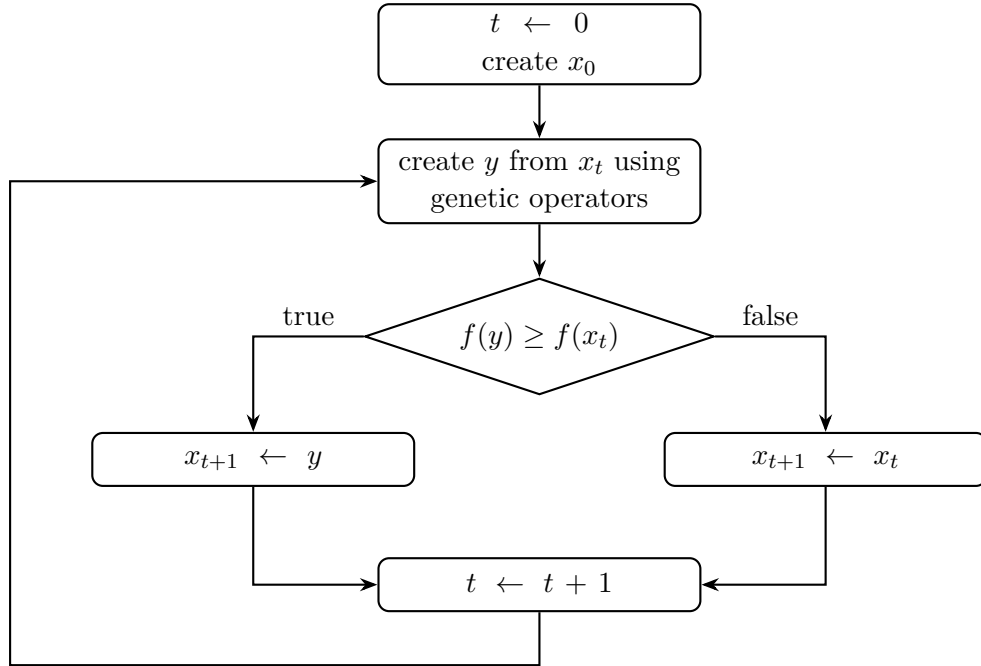 t ← 0
create x₀
create y from xₜ using
genetic operators
true
false
f(y) ≥ f(xₜ)
xₜ₊₁ ← y
xₜ₊₁ ← xₜ
t ← t + 1